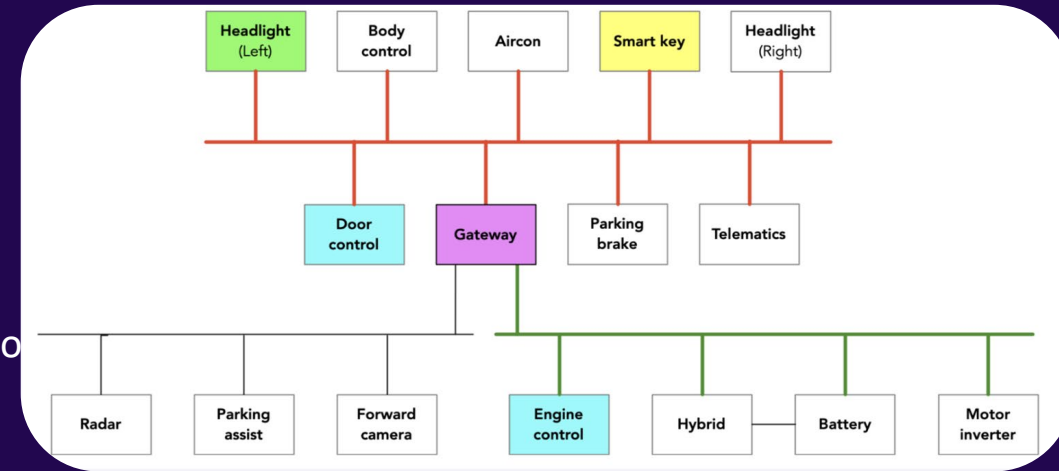 Headlight
(Left)
Body
control
Aircon
Smart key
Headlight
(Right)
Door
control
Gateway
Parking
brake
Telematics
o
Radar
Parking
assist
Forward
camera
Engine
control
Hybrid
Battery
Motor
inverter